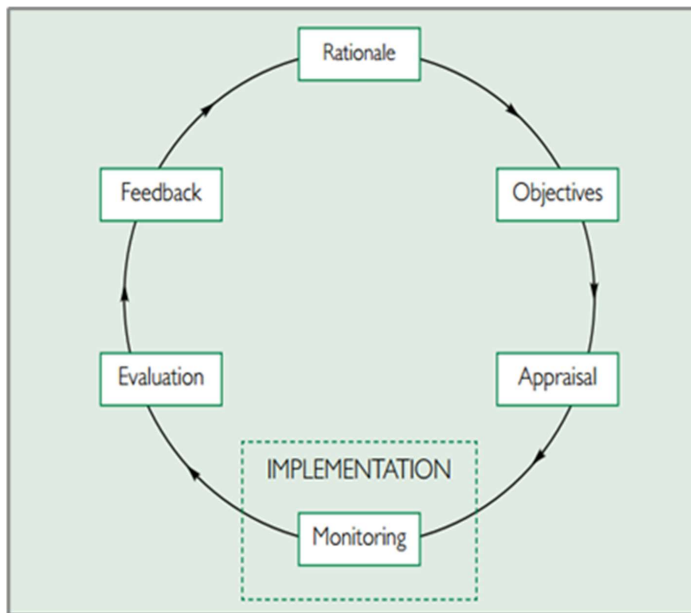 Rationale
Feedback
Objectives
Evaluation
Appraisal
IMPLEMENTATION
Monitoring